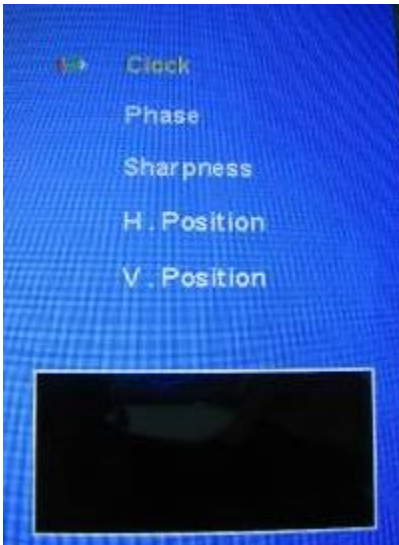 Clock
Phase
Sharpness
H . Position
V . Position